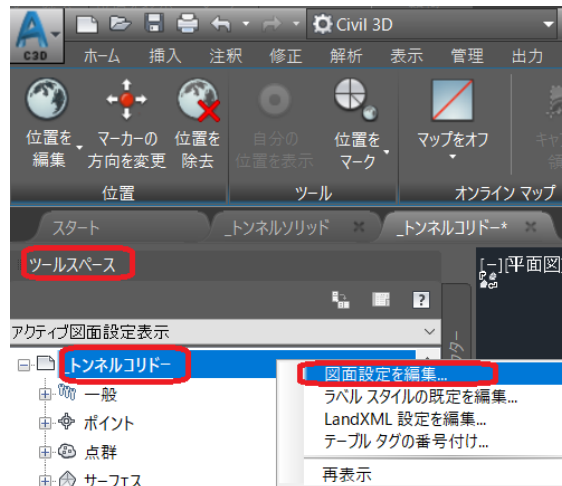 C3D
Civil 3D
ホーム 挿入 注釈 修正 解析 表示 管理 出力
位置を編集 マーカーの方向を変更 位置を除去 自分の位置を表示 位置をマーク マップをオフ
位置 ツール オンライン マップ
スタート _トンネルソリッド _トンネルコリドー*
ツールスペース
[-][平面図]
アクティブ図面設定表示
_トンネルコリドー
図面設定を編集...
一般
ラベル スタイルの既定を編集...
ポイント
LandXML 設定を編集...
点群
テーブル タグの番号付け...
サーフェス
再表示